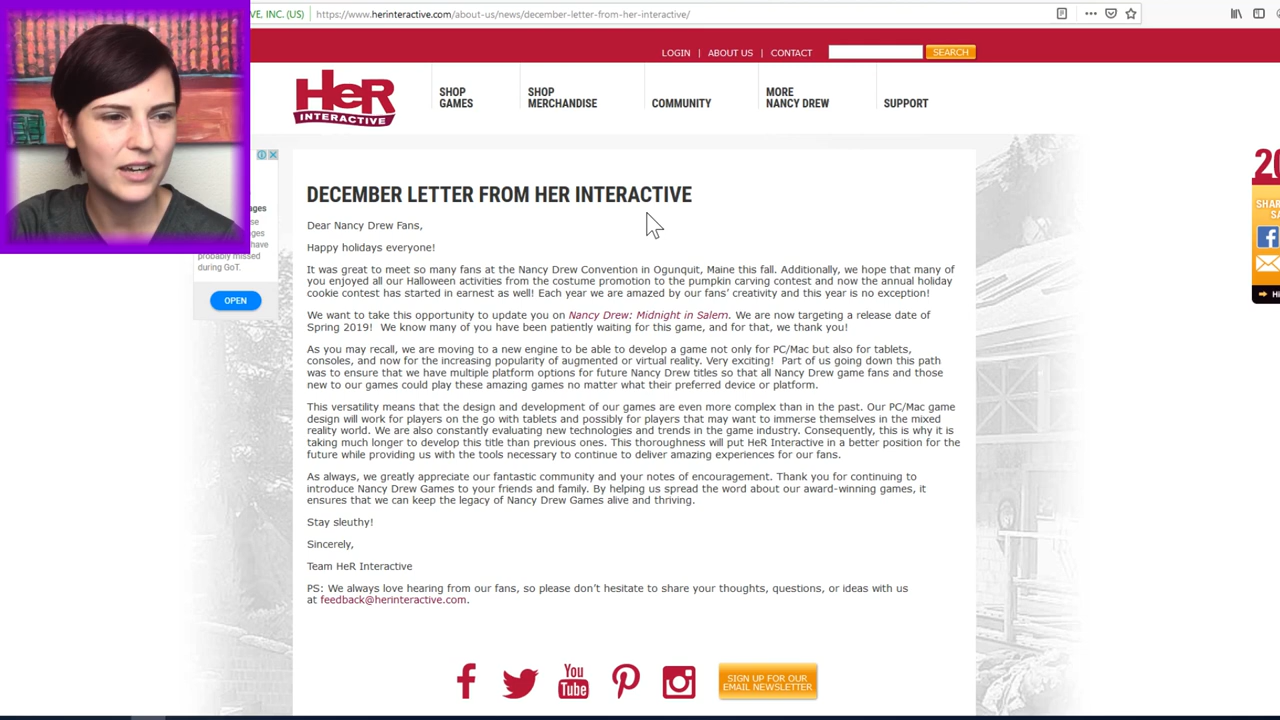 VE, INC. (US)
https://www.herinteractive.com/about-us/news/december-letter-from-her-interactive/
LOGIN | ABOUT US | CONTACT
SEARCH
HeR
INTERACTIVE
SHOP
GAMES
SHOP
MERCHANDISE
COMMUNITY
MORE
NANCY DREW
SUPPORT
DECEMBER LETTER FROM HER INTERACTIVE
Dear Nancy Drew Fans,
Happy holidays everyone!
It was great to meet so many fans at the Nancy Drew Convention in Ogunquit, Maine this fall. Additionally, we hope that many of
you enjoyed all our Halloween activities from the costume promotion to the pumpkin carving contest and now the annual holiday
cookie contest has started in earnest as well! Each year we are amazed by our fans’ creativity and this year is no exception!
We want to take this opportunity to update you on Nancy Drew: Midnight in Salem. We are now targeting a release date of
Spring 2019!  We know many of you have been patiently waiting for this game, and for that, we thank you!
As you may recall, we are moving to a new engine to be able to develop a game not only for PC/Mac but also for tablets,
consoles, and now for the increasing popularity of augmented or virtual reality. Very exciting!  Part of us going down this path
was to ensure that we have multiple platform options for future Nancy Drew titles so that all Nancy Drew game fans and those
new to our games could play these amazing games no matter what their preferred device or platform.
This versatility means that the design and development of our games are even more complex than in the past. Our PC/Mac game
design will work for players on the go with tablets and possibly for players that may want to immerse themselves in the mixed
reality world. We are also constantly evaluating new technologies and trends in the game industry. Consequently, this is why it is
taking much longer to develop this title than previous ones. This thoroughness will put HeR Interactive in a better position for the
future while providing us with the tools necessary to continue to deliver amazing experiences for our fans.
As always, we greatly appreciate our fantastic community and your notes of encouragement. Thank you for continuing to
introduce Nancy Drew Games to your friends and family. By helping us spread the word about our award-winning games, it
ensures that we can keep the legacy of Nancy Drew Games alive and thriving.
Stay sleuthy!
Sincerely,
Team HeR Interactive
PS: We always love hearing from our fans, so please don’t hesitate to share your thoughts, questions, or ideas with us
at feedback@herinteractive.com.
probably missed
during GoT.
OPEN
You
Tube
SIGN UP FOR OUR
EMAIL NEWSLETTER
20
SHAR
SA